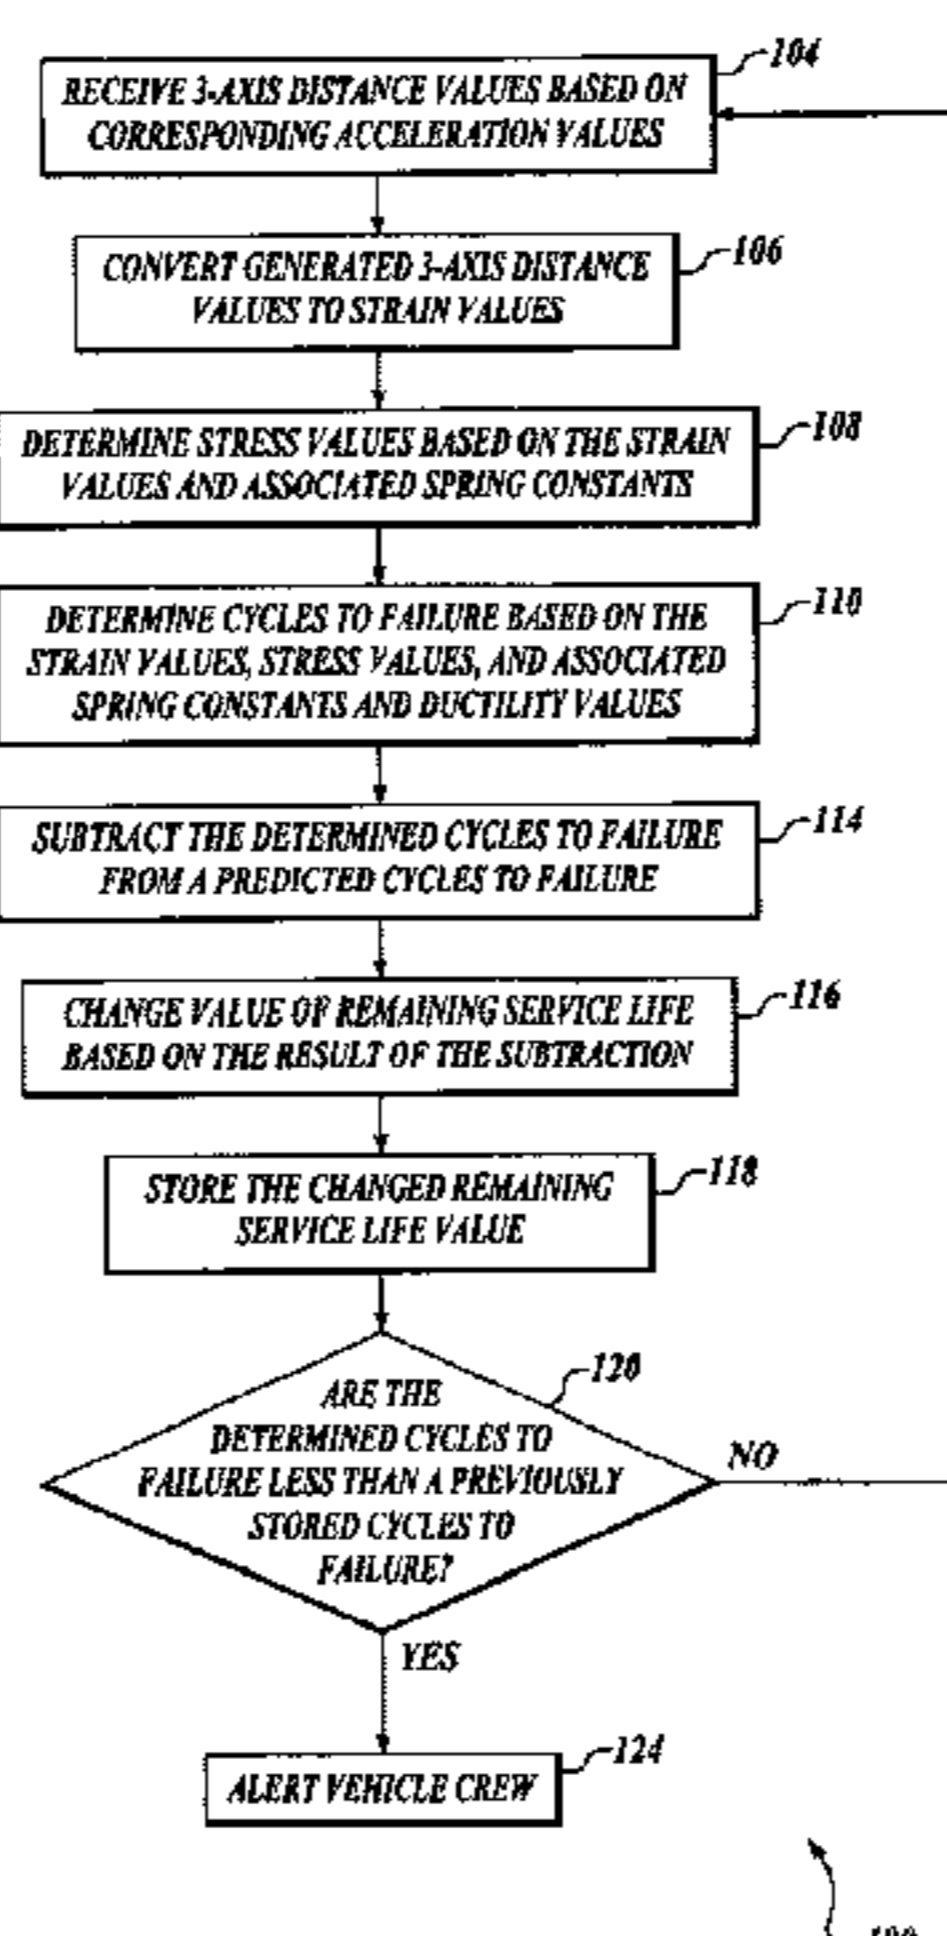 104
RECEIVE 3-AXIS DISTANCE VALUES BASED ON
CORRESPONDING ACCELERATION VALUES
106
CONVERT GENERATED 3-AXIS DISTANCE
VALUES TO STRAIN VALUES
108
DETERMINE STRESS VALUES BASED ON THE STRAIN
VALUES AND ASSOCIATED SPRING CONSTANTS
110
DETERMINE CYCLES TO FAILURE BASED ON THE
STRAIN VALUES, STRESS VALUES, AND ASSOCIATED
SPRING CONSTANTS AND DUCTILITY VALUES
114
SUBTRACT THE DETERMINED CYCLES TO FAILURE
FROM A PREDICTED CYCLES TO FAILURE
116
CHANGE VALUE OF REMAINING SERVICE LIFE
BASED ON THE RESULT OF THE SUBTRACTION
118
STORE THE CHANGED REMAINING
SERVICE LIFE VALUE
120
ARE THE
DETERMINED CYCLES TO
FAILURE LESS THAN A PREVIOUSLY
STORED CYCLES TO
FAILURE?
NO
YES
124
ALERT VEHICLE CREW